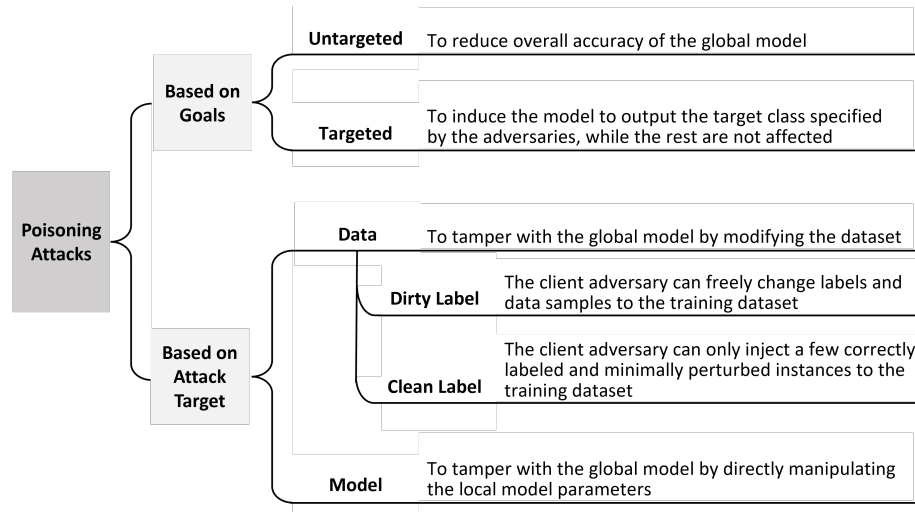 Untargeted
To reduce overall accuracy of the global model
Based on
Goals
Targeted
To induce the model to output the target class specified
by the adversaries, while the rest are not affected
Poisoning
Attacks
Data
To tamper with the global model by modifying the dataset
Dirty Label
The client adversary can freely change labels and
data samples to the training dataset
Based on
Attack
Target
Clean Label
The client adversary can only inject a few correctly
labeled and minimally perturbed instances to the
training dataset
Model
To tamper with the global model by directly manipulating
the local model parameters